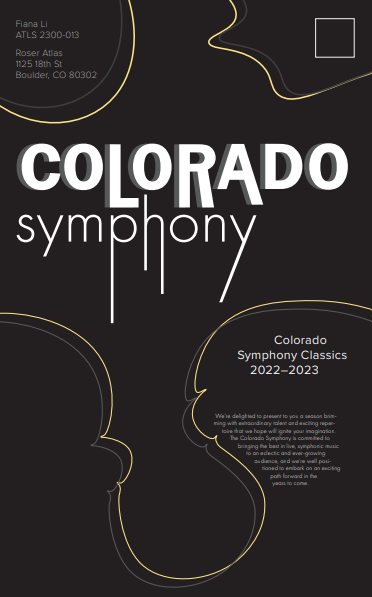 Fiana Li
ATLS 2300-013
Roser Atlas
1125 18th St
Boulder, CO 80302
COLORADO
symphony
Colorado
Symphony Classics
2022–2023
We're delighted to present to you a season brim-
ming with extraordinary talent and exciting reper-
toire that we hope will ignite your imagination.
The Colorado Symphony is committed to
bringing the best in live, symphonic music
to an eclectic and ever-growing
audience, and we're well posi-
tioned to embark on an exciting
path forward in the
years to come.